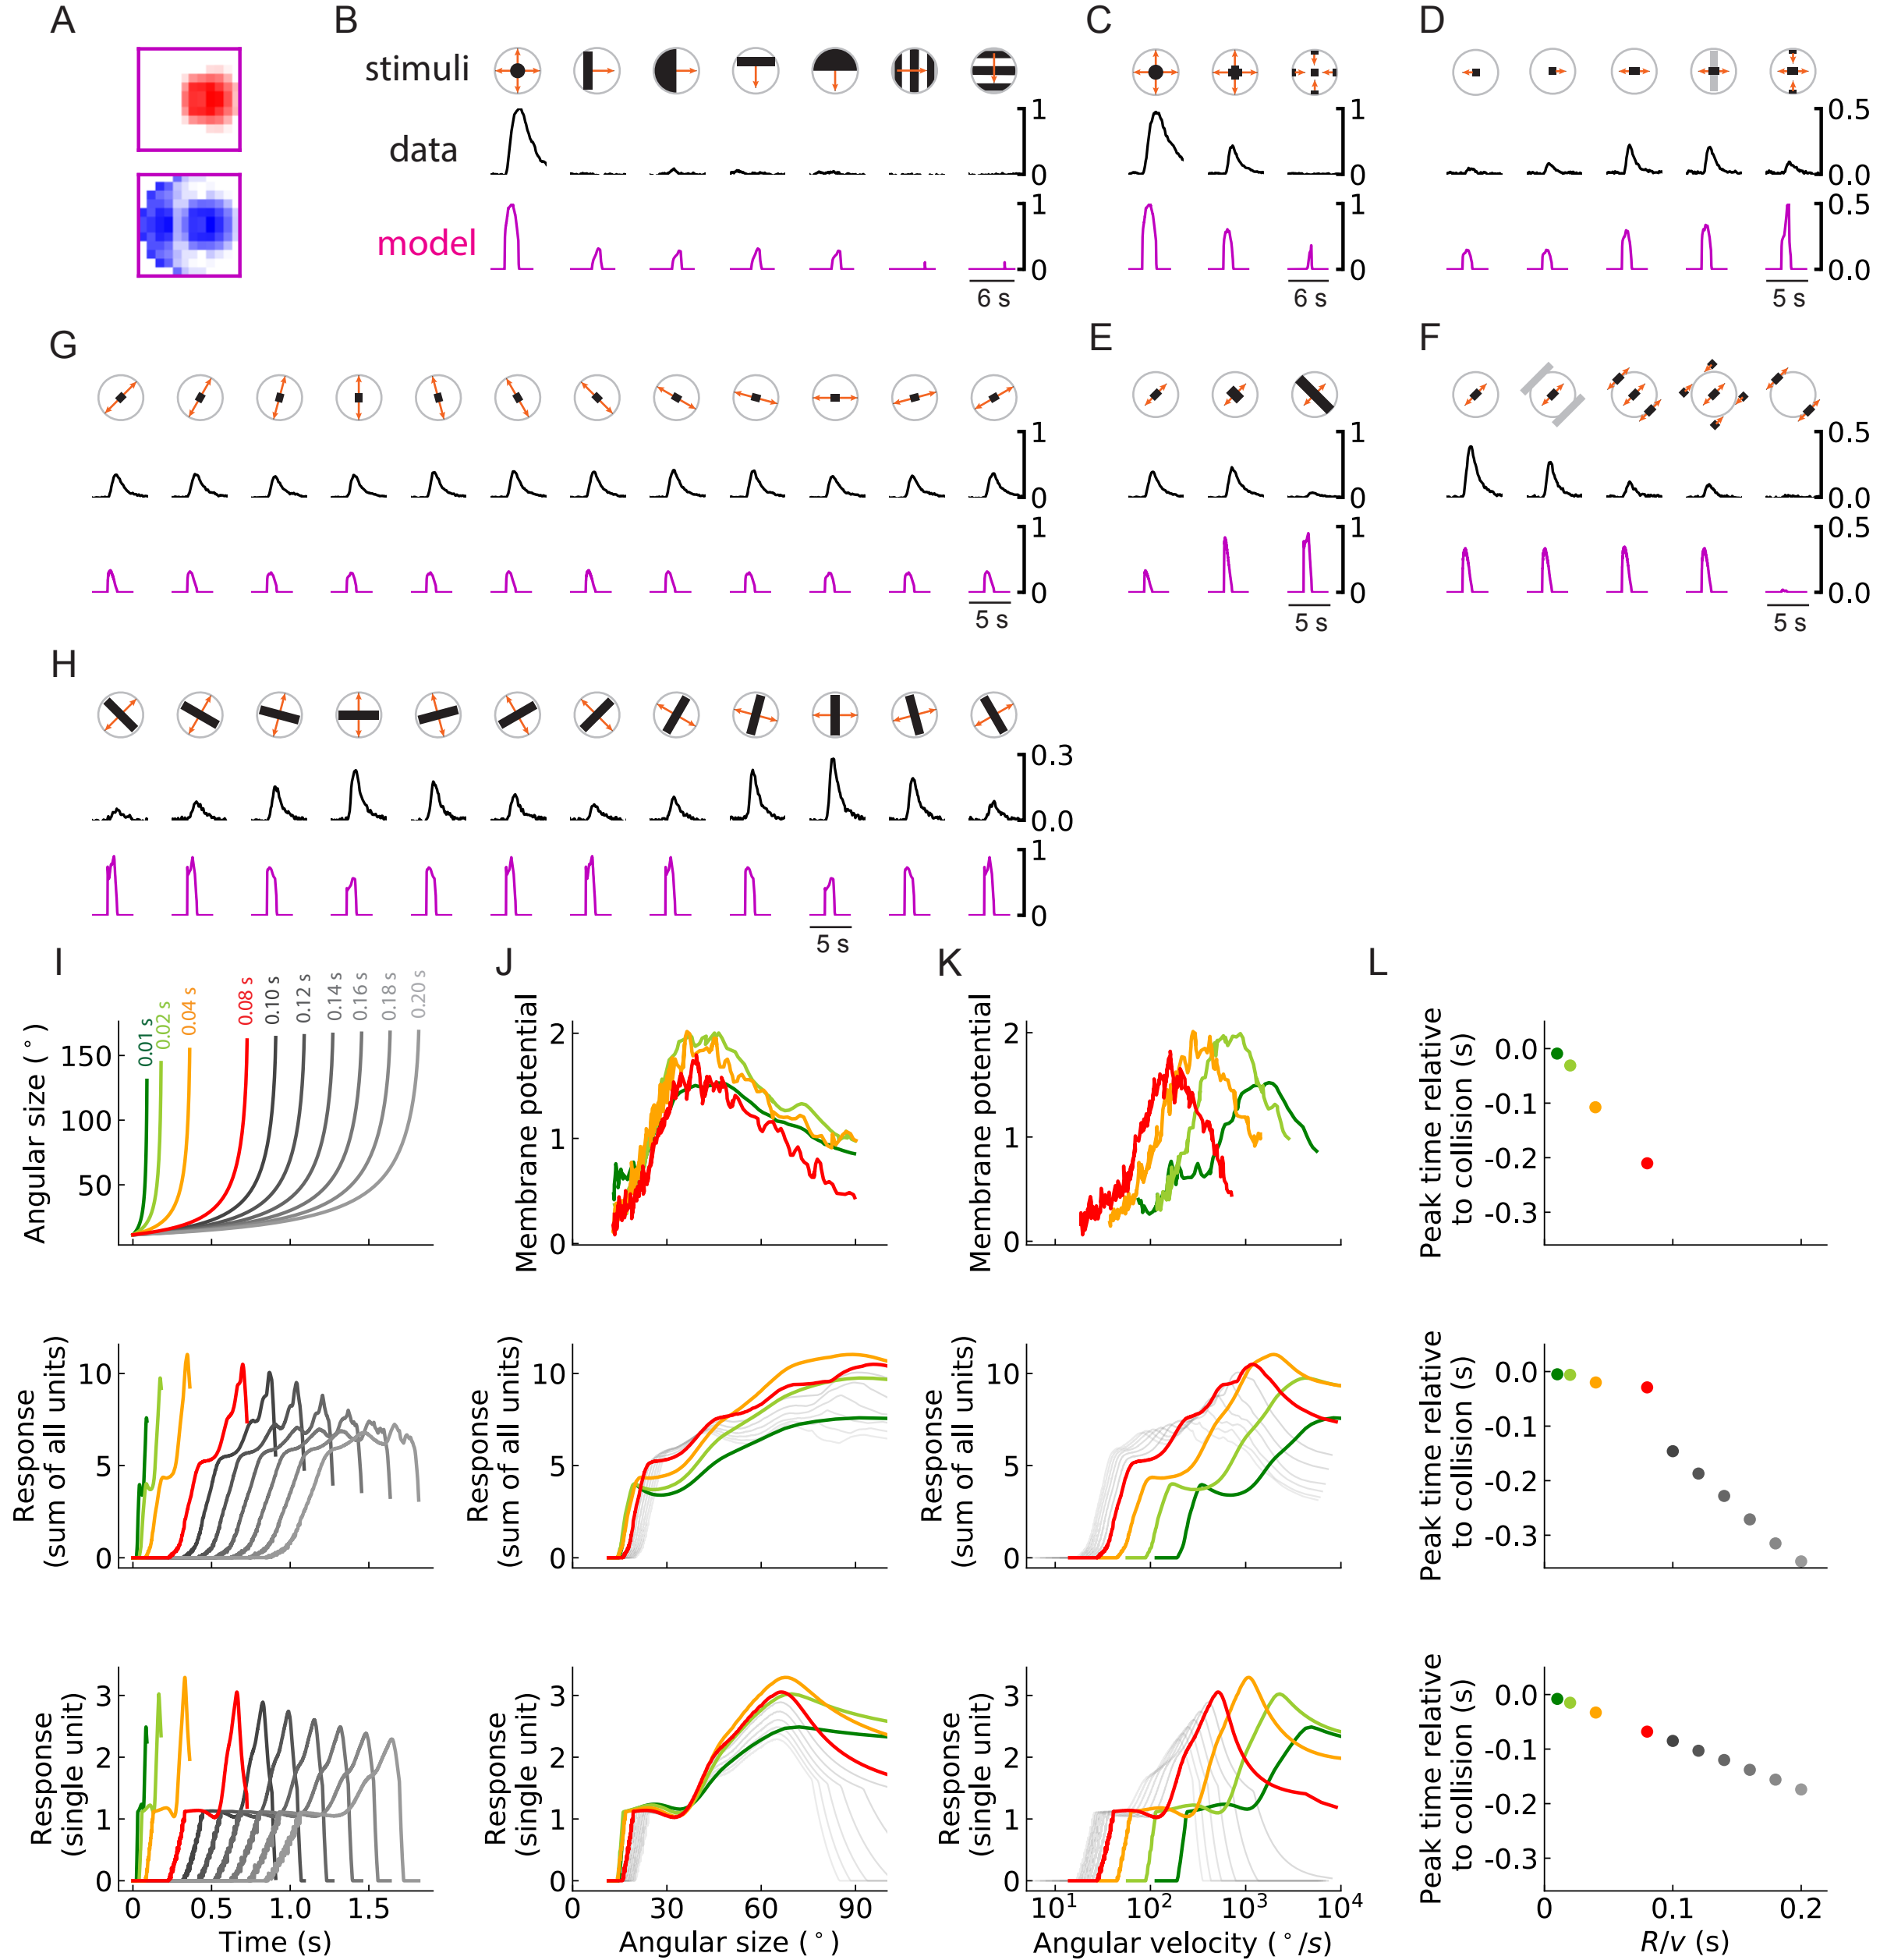 A
B
C
D
stimuli
data
model
1
0
1
0
6 s
1
0
1
0
6 s
0.5
0.0
0.5
0.0
5 s
G
E
F
1
0
1
0
5 s
1
0
1
0
5 s
0.5
0.0
0.5
0.0
5 s
H
0.3
0.0
1
0
5 s
I
J
K
L
0.01 s
0.02 s
0.04 s
0.08 s
0.10 s
0.12 s
0.14 s
0.16 s
0.18 s
0.20 s
Angular size (°)
150
100
50
Membrane potential
2
1
0
Membrane potential
2
1
0
Peak time relative
to collision (s)
0.0
-0.1
-0.2
-0.3
Response
(sum of all units)
10
5
0
Response
(sum of all units)
10
5
0
Response
(sum of all units)
10
5
0
Peak time relative
to collision (s)
0.0
-0.1
-0.2
-0.3
Response
(single unit)
3
2
1
0
0 0.5 1.0 1.5
Time (s)
Response
(single unit)
3
2
1
0
0 30 60 90
Angular size (°)
Response
(single unit)
3
2
1
0
10¹ 10² 10³ 10⁴
Angular velocity (°/s)
Peak time relative
to collision (s)
0.0
-0.1
-0.2
-0.3
0 0.1 0.2
R/v (s)